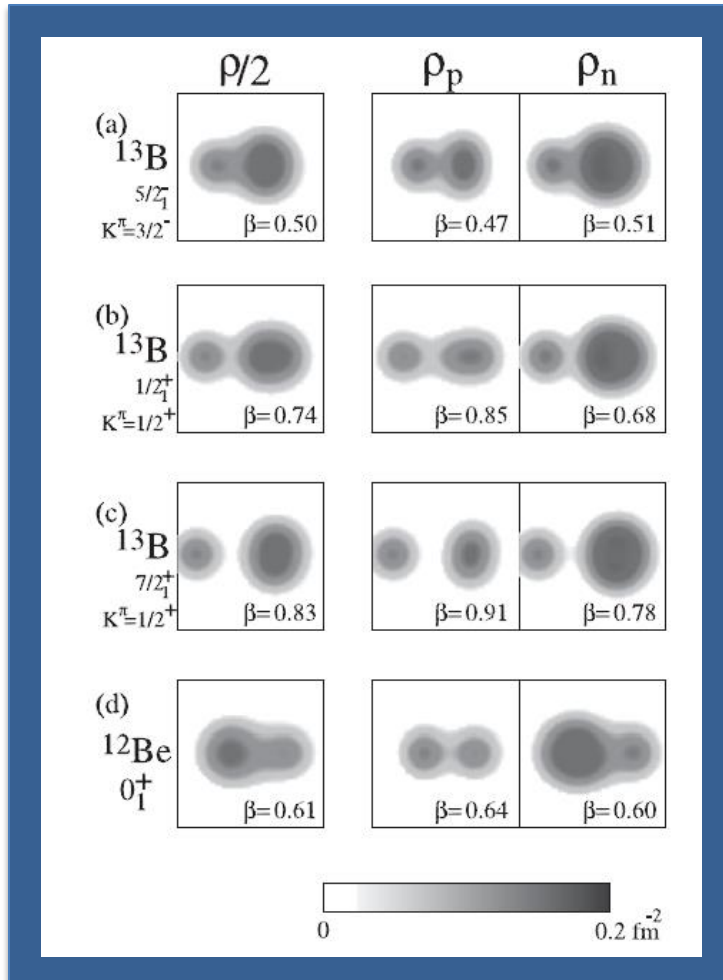 ρ/2 ρp ρn
(a)
13B
5/2⁻₁
Kπ=3/2⁻
β=0.50 β=0.47 β=0.51
(b)
13B
1/2⁺₁
Kπ=1/2⁺
β=0.74 β=0.85 β=0.68
(c)
13B
7/2⁺₁
Kπ=1/2⁺
β=0.83 β=0.91 β=0.78
(d)
12Be
0⁺₁
β=0.61 β=0.64 β=0.60
0 0.2 fm⁻²